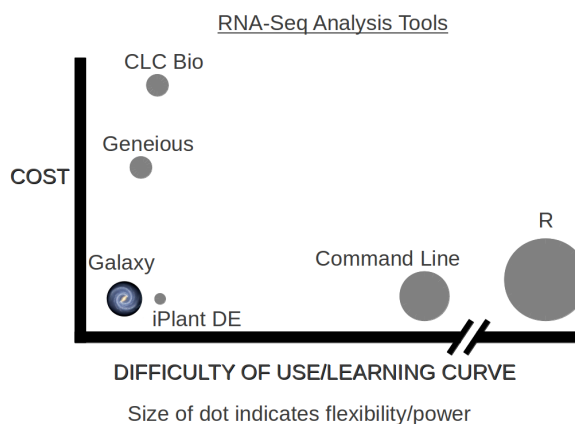 RNA-Seq Analysis Tools
CLC Bio
Geneious
COST
R
Command Line
Galaxy
iPlant DE
DIFFICULTY OF USE/LEARNING CURVE
Size of dot indicates flexibility/power